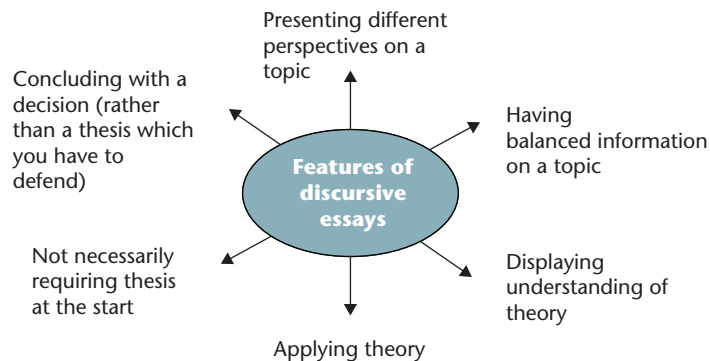 Presenting different
perspectives on a
topic
Concluding with a
decision (rather
than a thesis which
you have to
defend)
Having
balanced information
on a topic
Features of
discursive
essays
Not necessarily
requiring thesis
at the start
Displaying
understanding of
theory
Applying theory